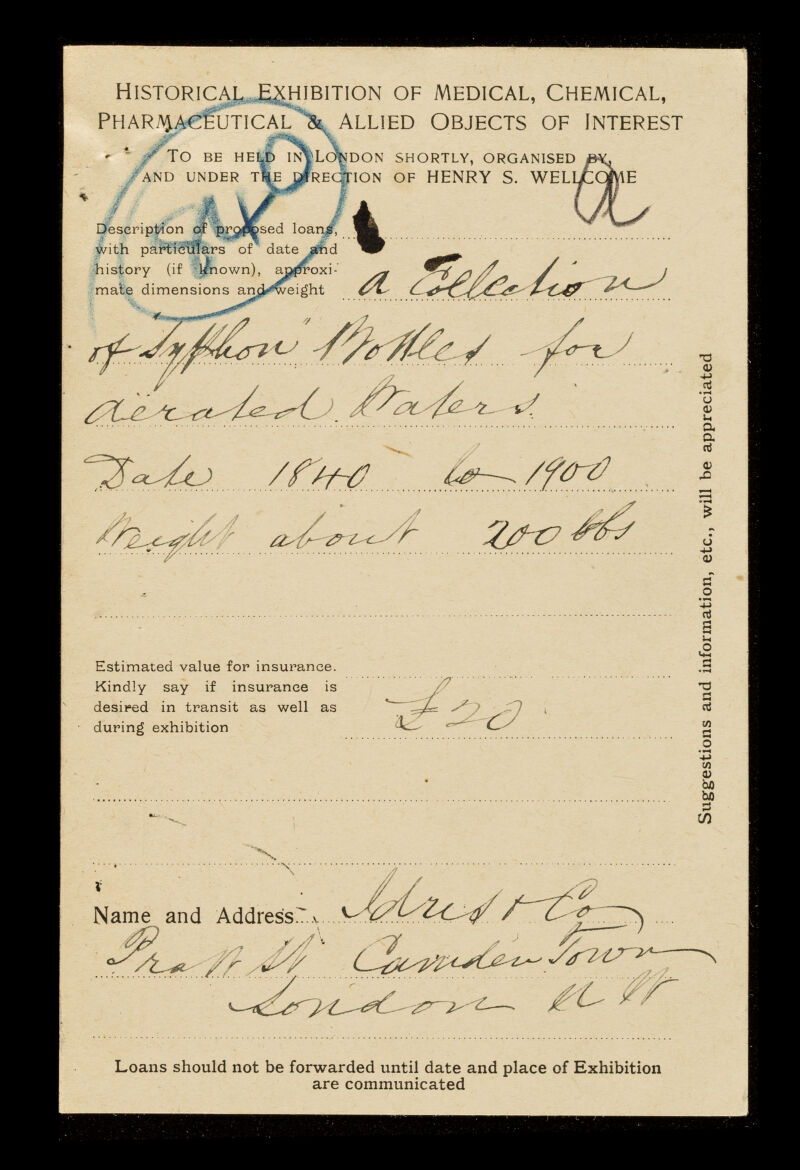 HISTORICAL EXHIBITION OF MEDICAL, CHEMICAL,
PHARMACEUTICAL & ALLIED OBJECTS OF INTEREST
TO BE HELD IN LONDON SHORTLY, ORGANISED BY,
AND UNDER THE DIRECTION OF HENRY S. WELLCOME
a
Description of proposed loans,
with particulars of date and
history (if known), approxi-
mate dimensions and weight
a Collection
of "Syphon" Bottles for
aerated Waters.
Date 1840 to 1900
Weight about 200 lbs
Estimated value for insurance.
Kindly say if insurance is
desired in transit as well as
during exhibition
£20
Name and Address Idris & Co
Pratt St Camden Town
London N W
Loans should not be forwarded until date and place of Exhibition
are communicated
Suggestions and information, etc., will be appreciated